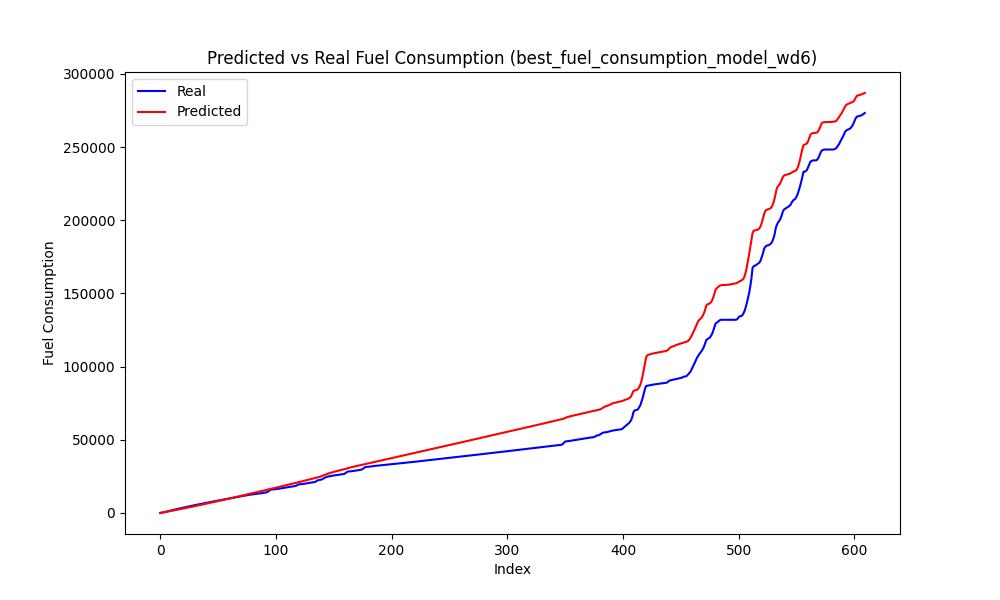 Predicted vs Real Fuel Consumption (best_fuel_consumption_model_wd6)
Real
Predicted
Fuel Consumption
300000
250000
200000
150000
100000
50000
0
0 100 200 300 400 500 600
Index